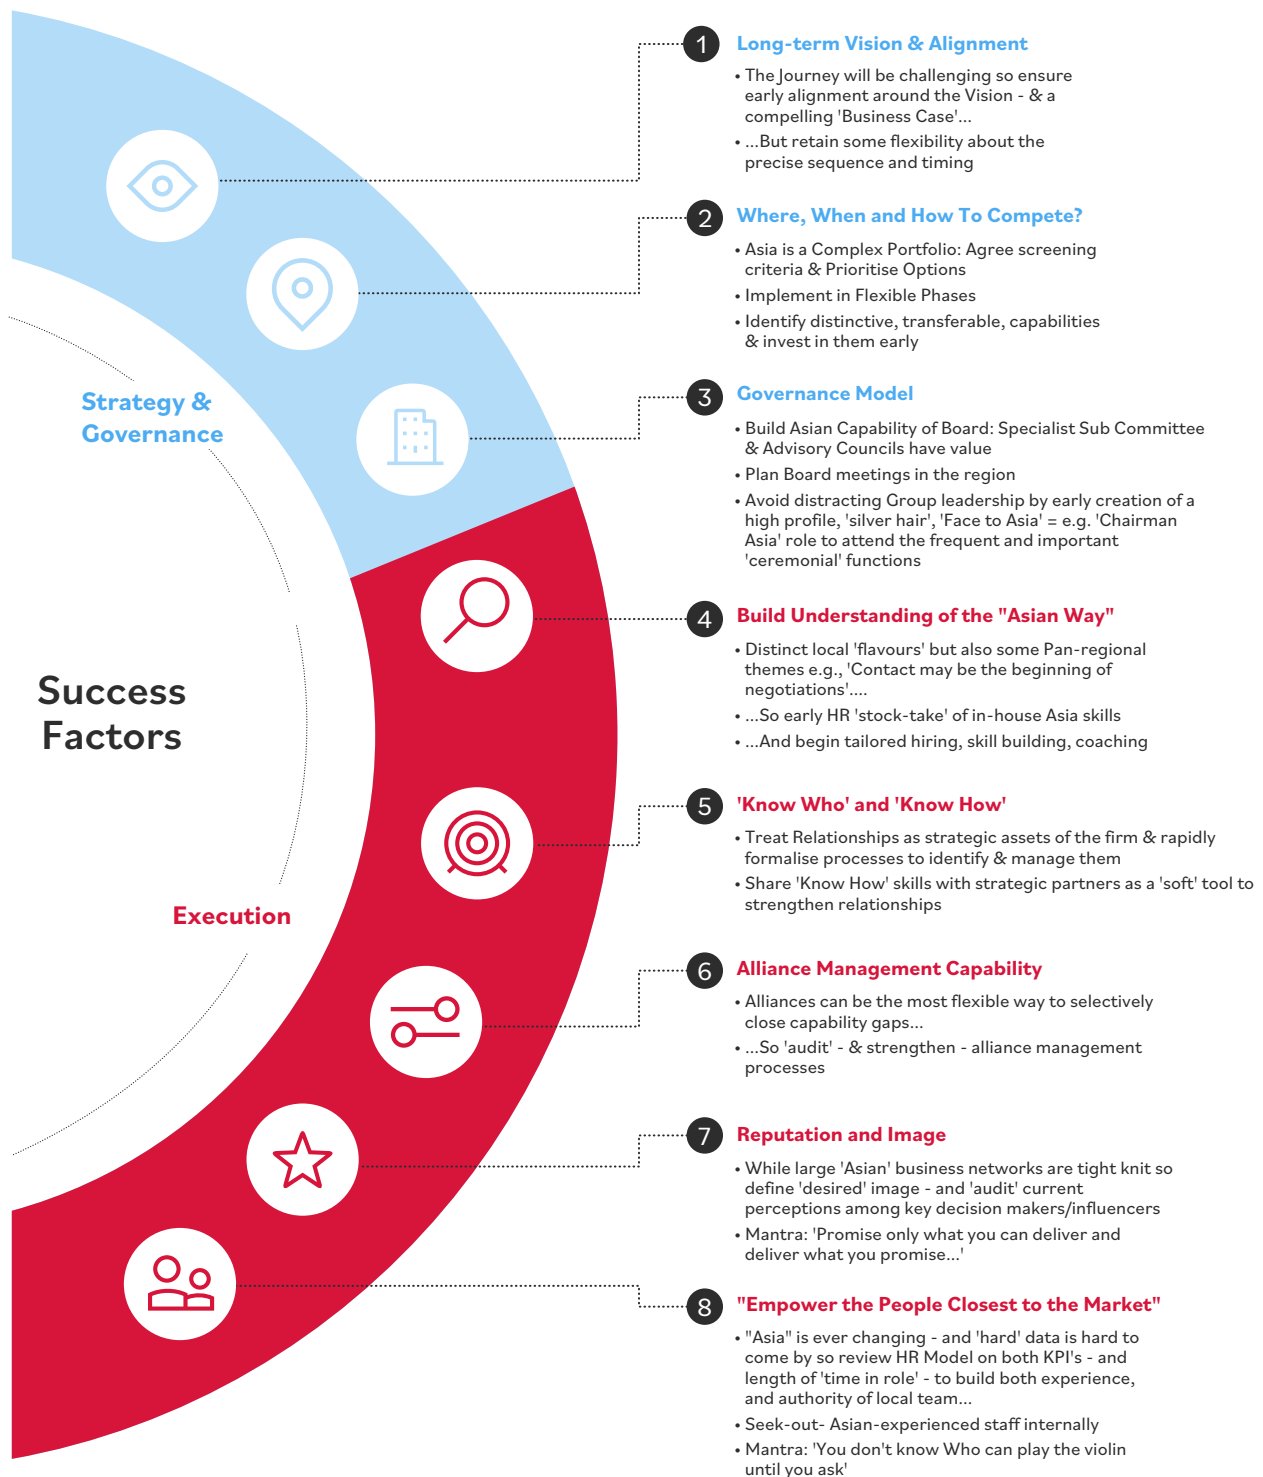 Success
Factors
Strategy &
Governance
Execution
1
Long-term Vision & Alignment
• The Journey will be challenging so ensure
early alignment around the Vision - & a
compelling 'Business Case'...
• ...But retain some flexibility about the
precise sequence and timing
2
Where, When and How To Compete?
• Asia is a Complex Portfolio: Agree screening
criteria & Prioritise Options
• Implement in Flexible Phases
• Identify distinctive, transferable, capabilities
& invest in them early
3
Governance Model
• Build Asian Capability of Board: Specialist Sub Committee
& Advisory Councils have value
• Plan Board meetings in the region
• Avoid distracting Group leadership by early creation of a
high profile, 'silver hair', 'Face to Asia' = e.g. 'Chairman
Asia' role to attend the frequent and important
'ceremonial' functions
4
Build Understanding of the "Asian Way"
• Distinct local 'flavours' but also some Pan-regional
themes e.g., 'Contact may be the beginning of
negotiations'....
• ...So early HR 'stock-take' of in-house Asia skills
• ...And begin tailored hiring, skill building, coaching
5
'Know Who' and 'Know How'
• Treat Relationships as strategic assets of the firm & rapidly
formalise processes to identify & manage them
• Share 'Know How' skills with strategic partners as a 'soft' tool to
strengthen relationships
6
Alliance Management Capability
• Alliances can be the most flexible way to selectively
close capability gaps...
• ...So 'audit' - & strengthen - alliance management
processes
7
Reputation and Image
• While large 'Asian' business networks are tight knit so
define 'desired' image - and 'audit' current
perceptions among key decision makers/influencers
• Mantra: 'Promise only what you can deliver and
deliver what you promise...'
8
"Empower the People Closest to the Market"
• "Asia" is ever changing - and 'hard' data is hard to
come by so review HR Model on both KPI's - and
length of 'time in role' - to build both experience,
and authority of local team...
• Seek-out- Asian-experienced staff internally
• Mantra: 'You don't know Who can play the violin
until you ask'